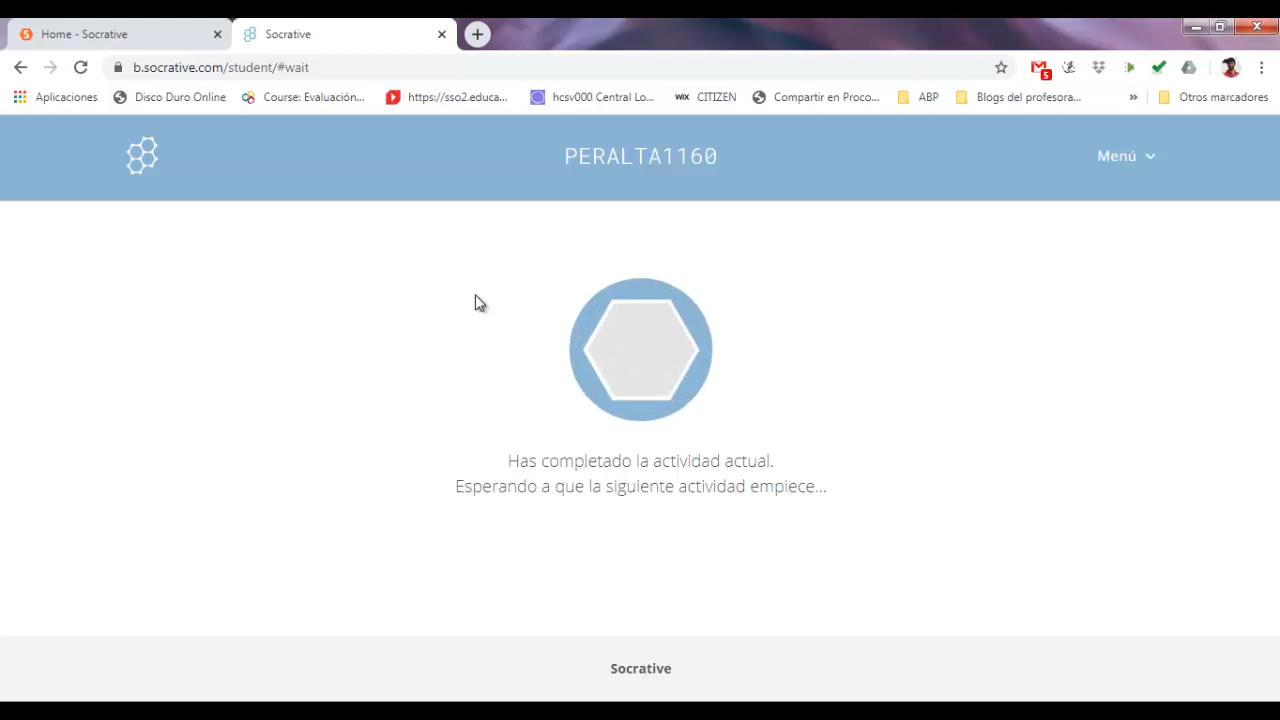 Home - Socrative
Socrative
b.socrative.com/student/#wait
5
Aplicaciones
Disco Duro Online
Course: Evaluación...
https://sso2.educa...
hcsv000 Central Lo...
WIX CITIZEN
Compartir en Proco...
ABP
Blogs del profesora...
»
Otros marcadores
PERALTA1160
Menú
Has completado la actividad actual.
Esperando a que la siguiente actividad empiece...
Socrative